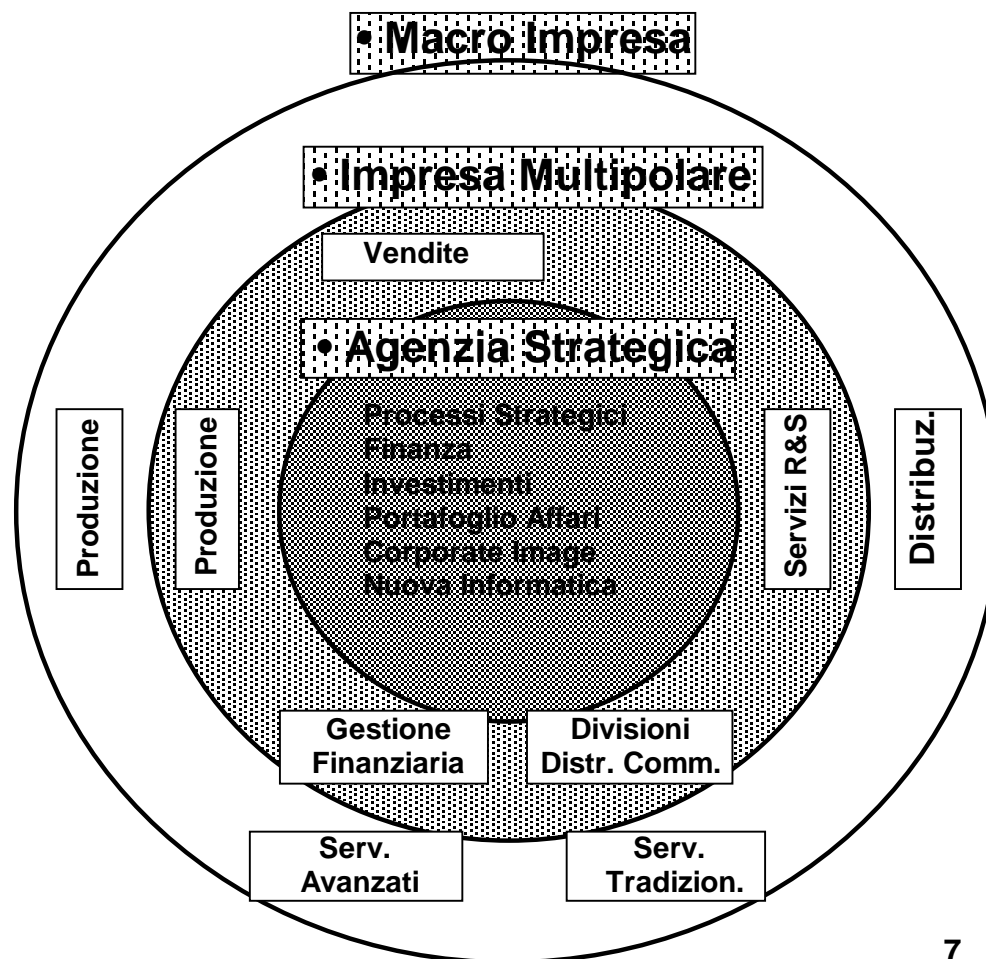 • Macro Impresa
• Impresa Multipolare
Vendite
• Agenzia Strategica
Processi Strategici
Finanza
Investimenti
Portafoglio Affari
Corporate Image
Nuova Informatica
Produzione
Produzione
Servizi R&S
Distribuz.
Gestione
Finanziaria
Divisioni
Distr. Comm.
Serv.
Avanzati
Serv.
Tradizion.
7